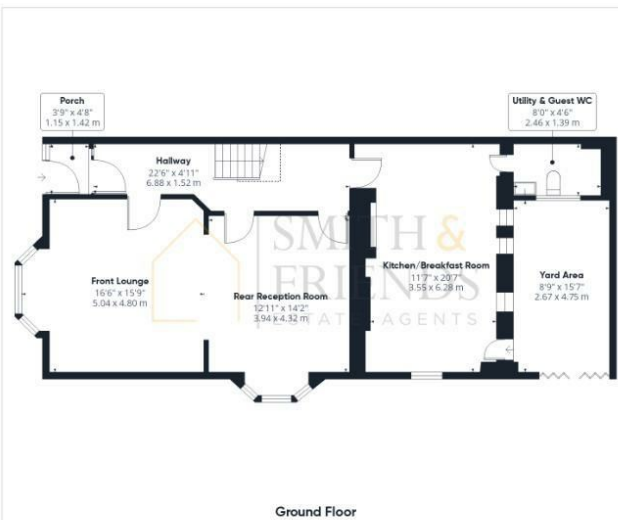 Porch
3'9" x 4'8"
1.15 x 1.42 m
Utility & Guest WC
8'0" x 4'6"
2.46 x 1.39 m
Hallway
22'6" x 4'11"
6.88 x 1.52 m
SMITH &
FRIENDS
ESTATE AGENTS
Front Lounge
16'6" x 15'9"
5.04 x 4.80 m
Rear Reception Room
12'11" x 14'2"
3.94 x 4.32 m
Kitchen/Breakfast Room
11'7" x 20'7"
3.55 x 6.28 m
Yard Area
8'9" x 15'7"
2.67 x 4.75 m
Ground Floor